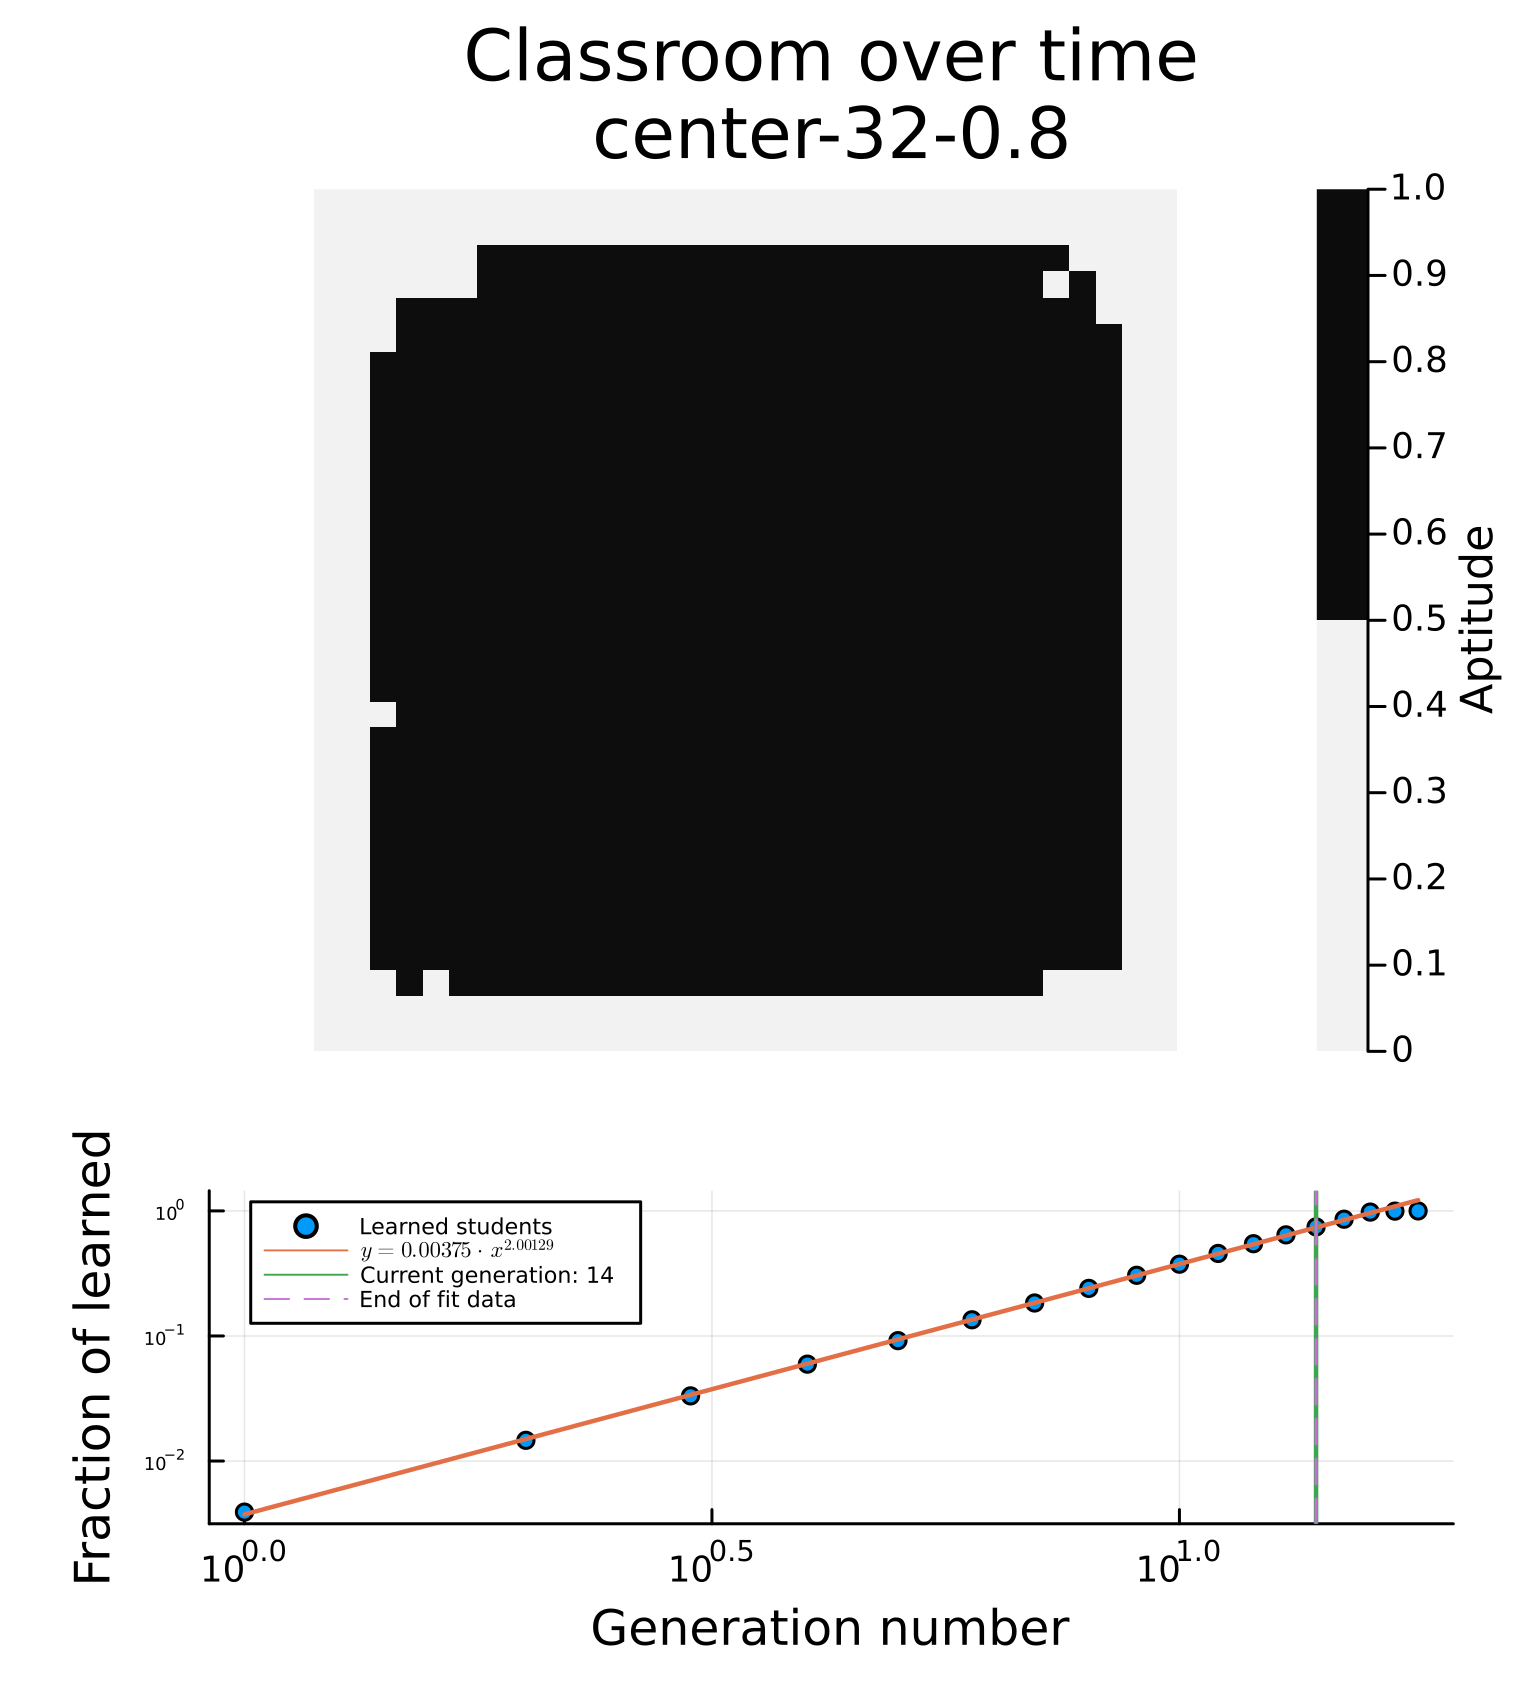 Classroom over time
center-32-0.8
1.0
0.9
0.8
0.7
0.6
0.5
0.4
0.3
0.2
0.1
0
Aptitude
Fraction of learned
10⁰
10⁻¹
10⁻²
Learned students
y = 0.00375 · x^2.00129
Current generation: 14
End of fit data
10^0.0
10^0.5
10^1.0
Generation number